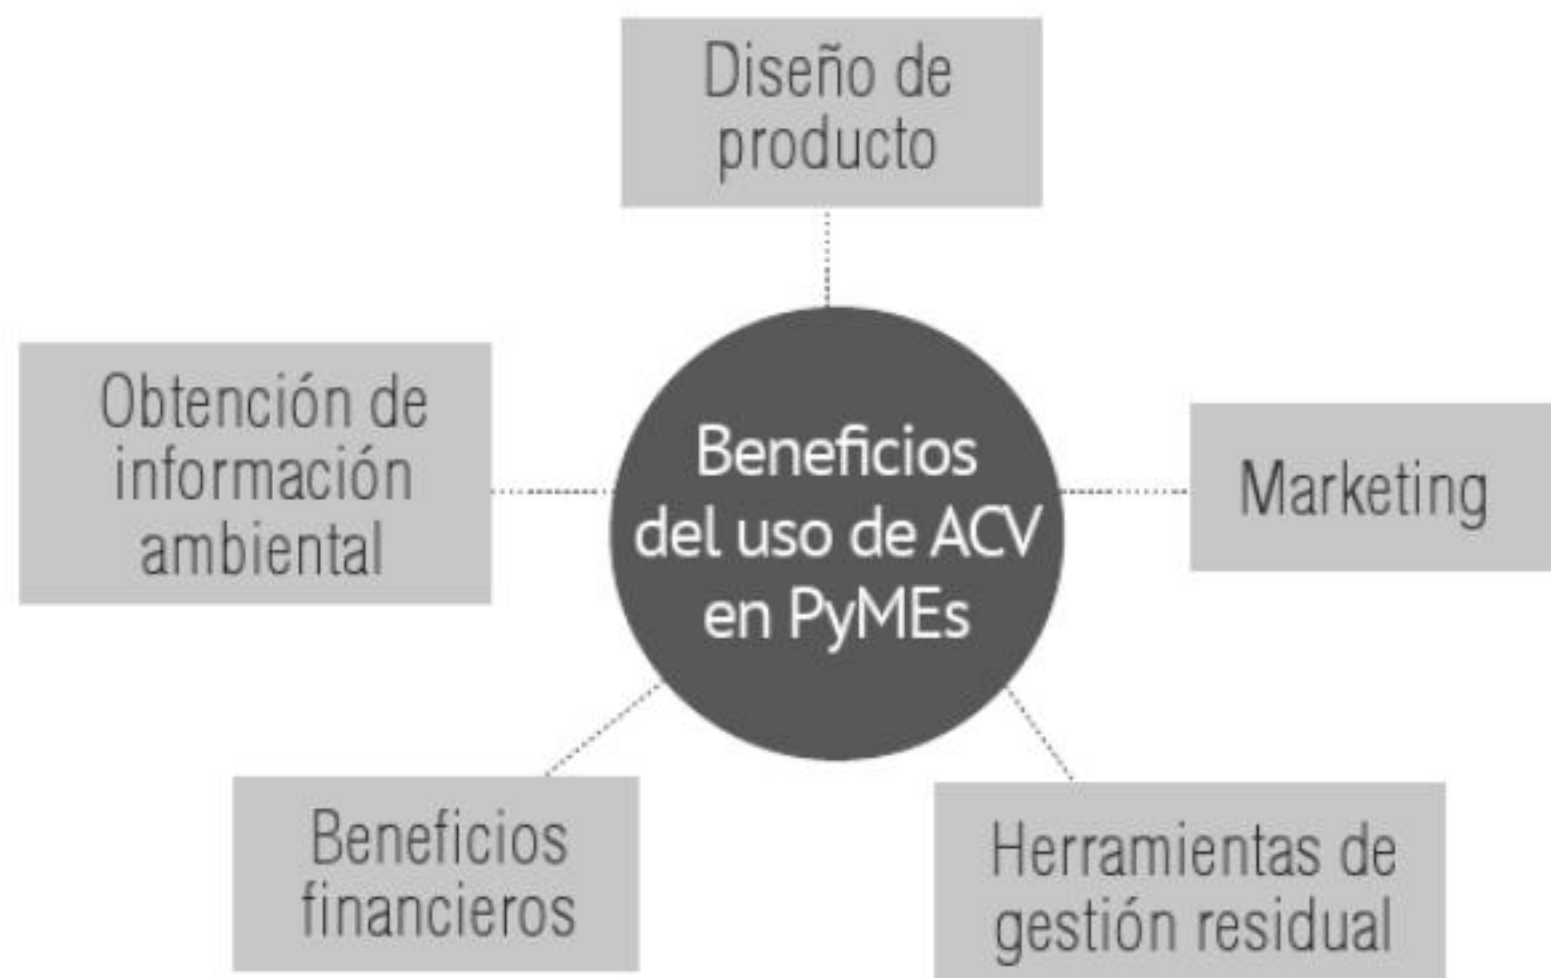 Diseño de
producto
Obtención de
información
ambiental
Beneficios
del uso de ACV
en PyMEs
Marketing
Beneficios
financieros
Herramientas de
gestión residual